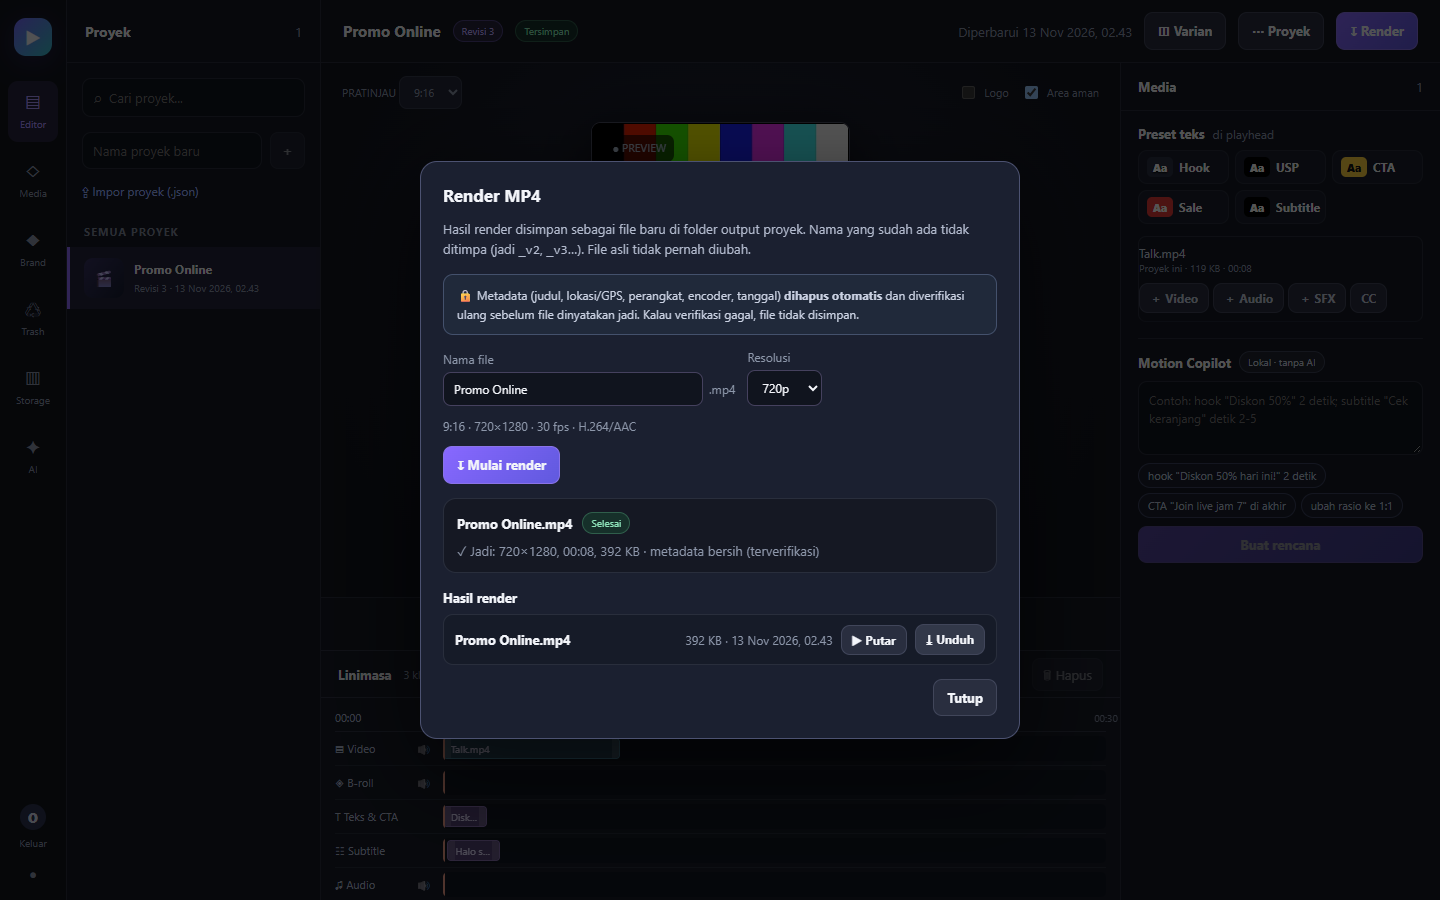 Proyek 1
Promo Online Revisi 3 Tersimpan
Diperbarui 13 Nov 2026, 02.43 Varian ··· Proyek Render
Editor
Media
Brand
Trash
Storage
AI
O
Keluar
Cari proyek...
Nama proyek baru +
Impor proyek (.json)
SEMUA PROYEK
Promo Online
Revisi 3 · 13 Nov 2026, 02.43
PRATINJAU 9:16 Logo Area aman
● PREVIEW
Render MP4
Hasil render disimpan sebagai file baru di folder output proyek. Nama yang sudah ada tidak
ditimpa (jadi _v2, _v3...). File asli tidak pernah diubah.
🔒 Metadata (judul, lokasi/GPS, perangkat, encoder, tanggal) dihapus otomatis dan diverifikasi
ulang sebelum file dinyatakan jadi. Kalau verifikasi gagal, file tidak disimpan.
Nama file Resolusi
Promo Online .mp4 720p
9:16 · 720×1280 · 30 fps · H.264/AAC
Mulai render
Promo Online.mp4 Selesai
✓ Jadi: 720×1280, 00:08, 392 KB · metadata bersih (terverifikasi)
Hasil render
Promo Online.mp4 392 KB · 13 Nov 2026, 02.43 ▶ Putar Unduh
Tutup
Linimasa Hapus
00:00 00:30
Video Talk.mp4
B-roll
T Teks & CTA Disk...
Subtitle Halo s...
Audio
Media 1
Preset teks di playhead
Aa Hook Aa USP Aa CTA
Aa Sale Aa Subtitle
Talk.mp4
Proyek ini · 119 KB · 00:08
+ Video + Audio + SFX CC
Motion Copilot Lokal · tanpa AI
Contoh: hook "Diskon 50%" 2 detik; subtitle "Cek
keranjang" detik 2-5
hook "Diskon 50% hari ini!" 2 detik
CTA "Join live jam 7" di akhir ubah rasio ke 1:1
Buat rencana